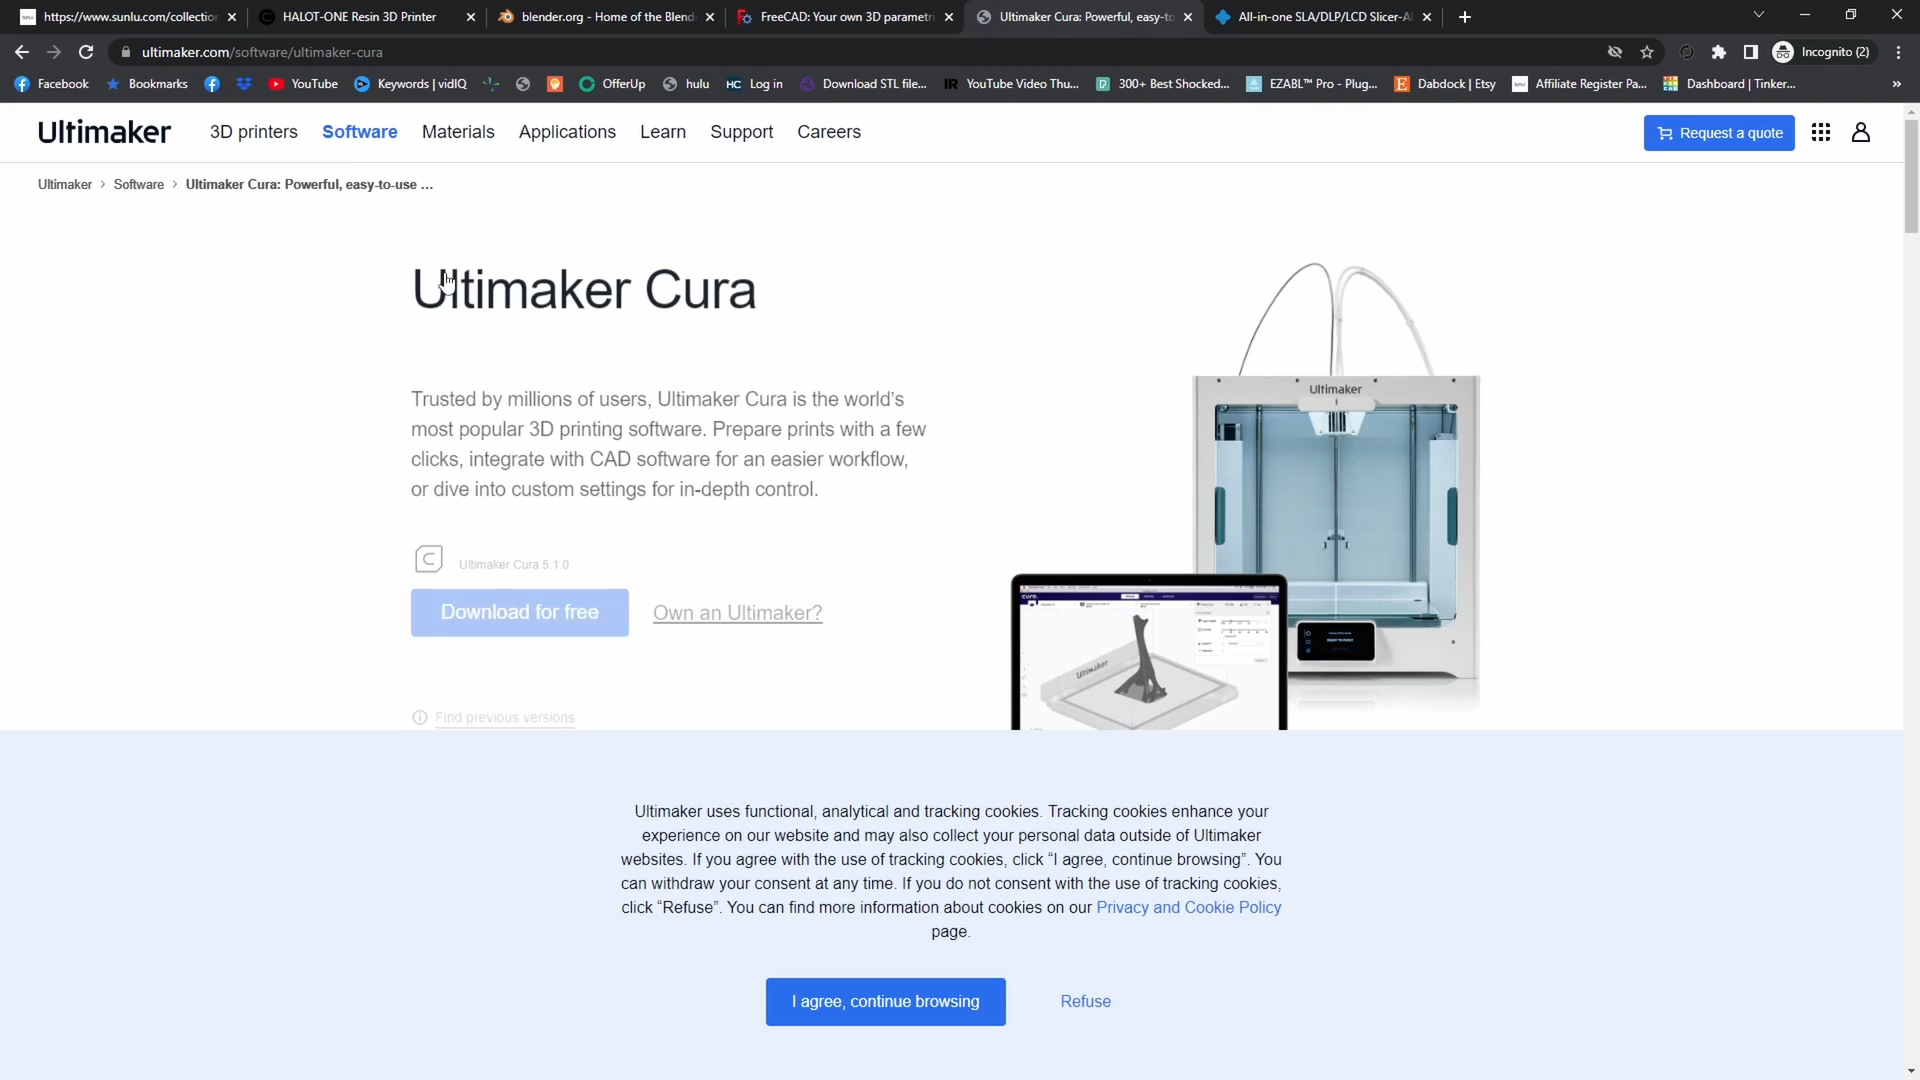 https://www.sunlu.com/collection
HALOT-ONE Resin 3D Printer
blender.org - Home of the Blend
FreeCAD: Your own 3D parametri
Ultimaker Cura: Powerful, easy-to
All-in-one SLA/DLP/LCD Slicer-A
ultimaker.com/software/ultimaker-cura
Incognito (2)
Facebook
Bookmarks
YouTube
Keywords | vidIQ
OfferUp
hulu
HC Log in
Download STL file...
IR YouTube Video Thu...
300+ Best Shocked...
EZABL™ Pro - Plug...
Dabdock | Etsy
Affiliate Register Pa...
Dashboard | Tinker...
»
Ultimaker
3D printers
Software
Materials
Applications
Learn
Support
Careers
Request a quote
Ultimaker > Software > Ultimaker Cura: Powerful, easy-to-use ...
Ultimaker Cura
Trusted by millions of users, Ultimaker Cura is the world's
most popular 3D printing software. Prepare prints with a few
clicks, integrate with CAD software for an easier workflow,
or dive into custom settings for in-depth control.
Ultimaker Cura 5.1.0
Download for free
Own an Ultimaker?
Find previous versions
Ultimaker
cura.
Ultimaker
Ultimaker uses functional, analytical and tracking cookies. Tracking cookies enhance your
experience on our website and may also collect your personal data outside of Ultimaker
websites. If you agree with the use of tracking cookies, click “I agree, continue browsing”. You
can withdraw your consent at any time. If you do not consent with the use of tracking cookies,
click “Refuse”. You can find more information about cookies on our Privacy and Cookie Policy
page.
I agree, continue browsing
Refuse